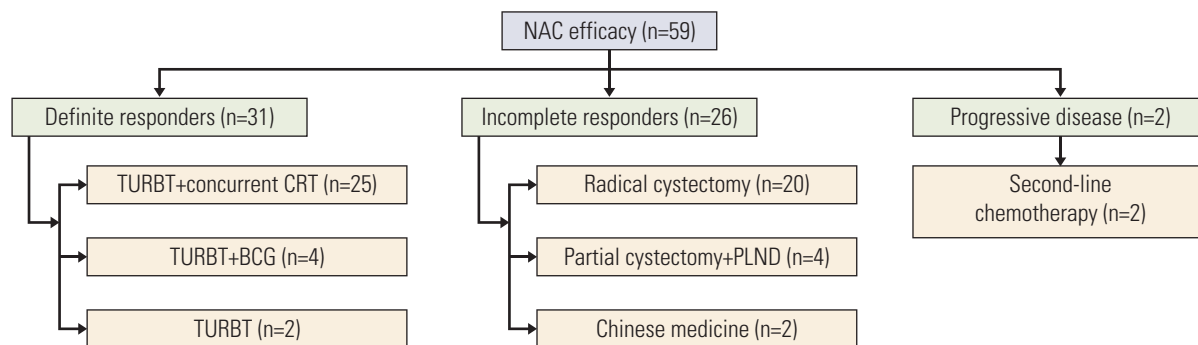 NAC efficacy (n=59)
Definite responders (n=31)
Incomplete responders (n=26)
Progressive disease (n=2)
TURBT+concurrent CRT (n=25)
Radical cystectomy (n=20)
Second-line
chemotherapy (n=2)
TURBT+BCG (n=4)
Partial cystectomy+PLND (n=4)
TURBT (n=2)
Chinese medicine (n=2)